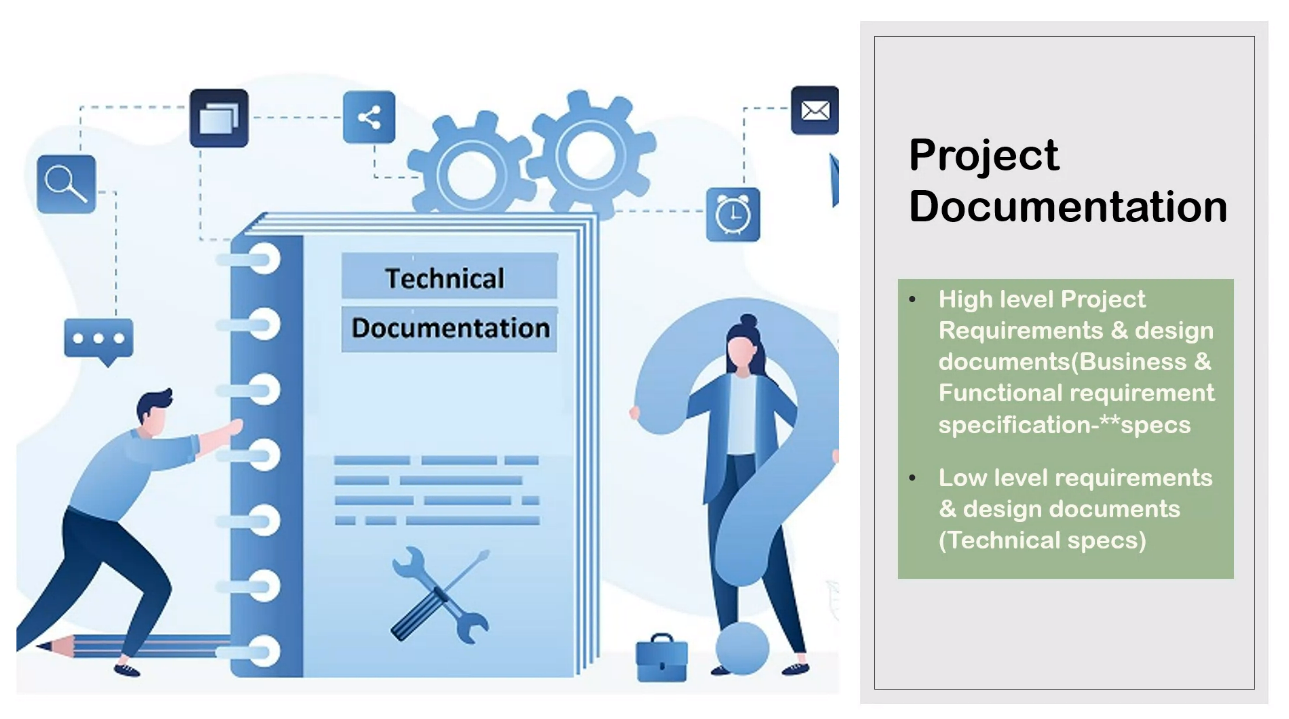 Technical
Documentation
Project
Documentation
• High level Project
Requirements & design
documents(Business &
Functional requirement
specification-**specs
• Low level requirements
& design documents
(Technical specs)